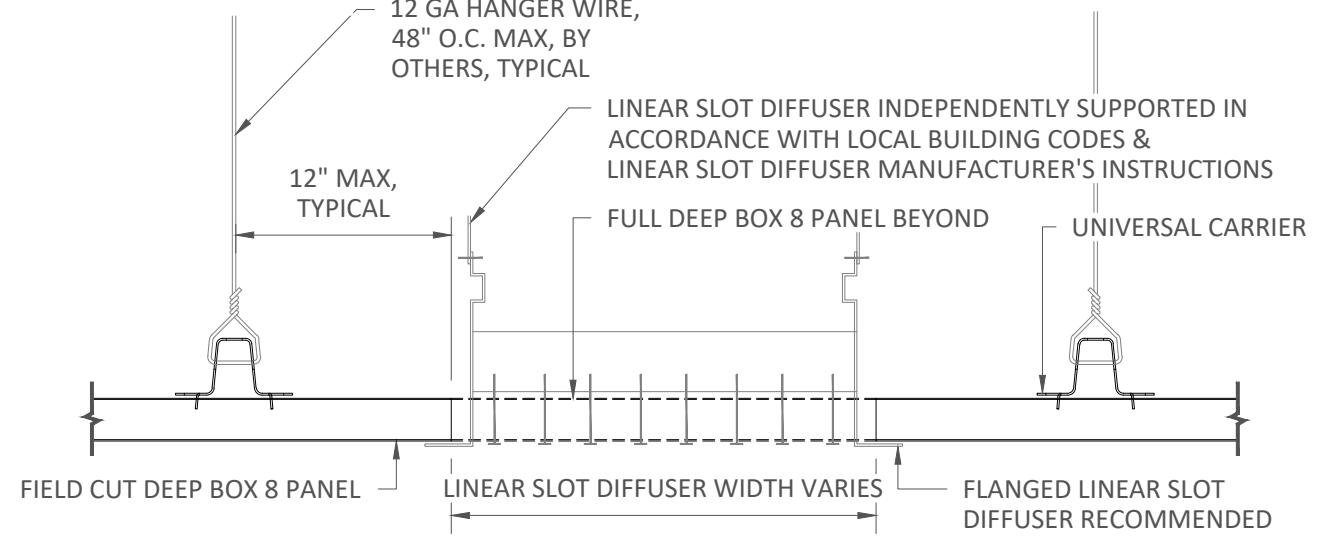 12 GA HANGER WIRE,
48" O.C. MAX, BY
OTHERS, TYPICAL
LINEAR SLOT DIFFUSER INDEPENDENTLY SUPPORTED IN
ACCORDANCE WITH LOCAL BUILDING CODES &
LINEAR SLOT DIFFUSER MANUFACTURER'S INSTRUCTIONS
12" MAX,
TYPICAL
FULL DEEP BOX 8 PANEL BEYOND
UNIVERSAL CARRIER
FIELD CUT DEEP BOX 8 PANEL
LINEAR SLOT DIFFUSER WIDTH VARIES
FLANGED LINEAR SLOT
DIFFUSER RECOMMENDED